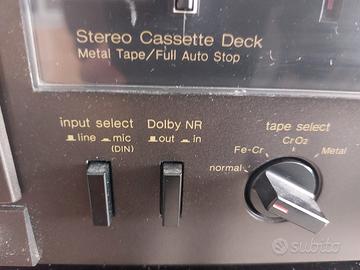 Stereo Cassette Deck
Metal Tape/Full Auto Stop
input select
line mic
(DIN)
Dolby NR
out in
tape select
CrO2
Fe-Cr
Metal
normal
subito